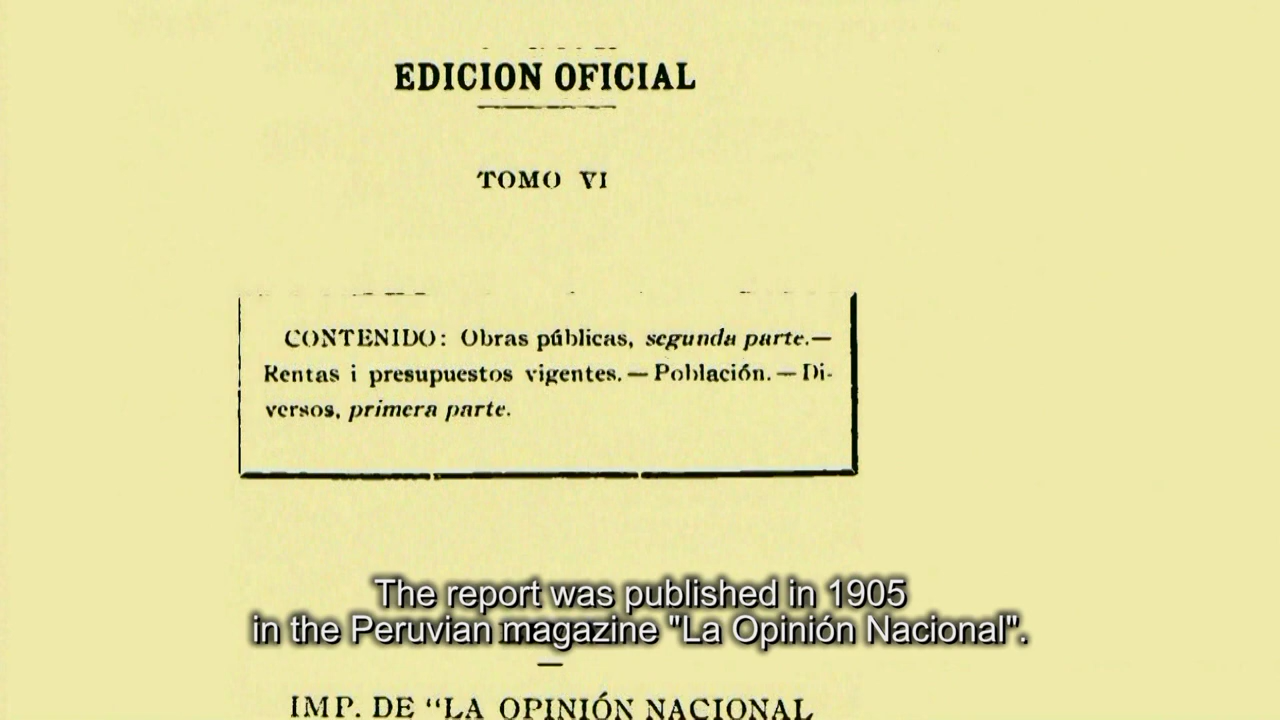 EDICION OFICIAL
TOMO VI
CONTENIDO: Obras públicas, segunda parte.—
Rentas i presupuestos vigentes. — Población. — Di-
versos, primera parte.
The report was published in 1905
in the Peruvian magazine "La Opinión Nacional".
IMP. DE “LA OPINIÓN NACIONAL